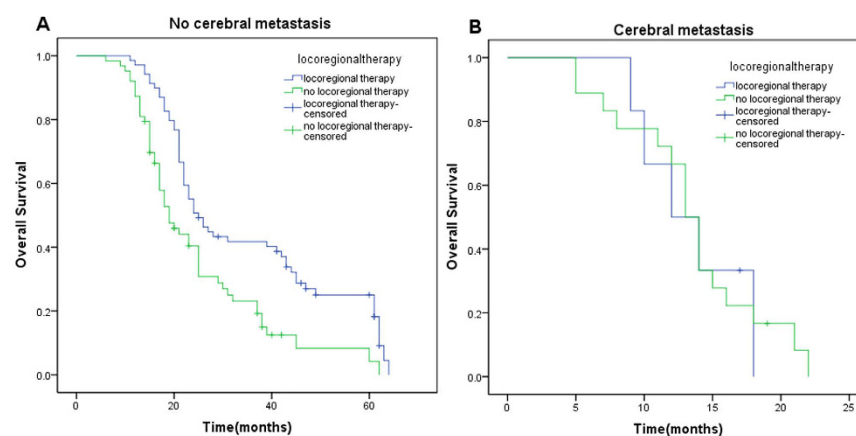 A
No cerebral metastasis
locoregionaltherapy
locoregional therapy
no locoregional therapy
locoregional therapy-
censored
no locoregional therapy-
censored
Overall Survival
1.0
0.8
0.6
0.4
0.2
0.0
0
20
40
60
Time(months)
B
Cerebral metastasis
locoregionaltherapy
locoregional therapy
no locoregional therapy
locoregional therapy-
censored
no locoregional therapy-
censored
Overall Survival
1.0
0.8
0.6
0.4
0.2
0.0
0
5
10
15
20
25
Time(months)